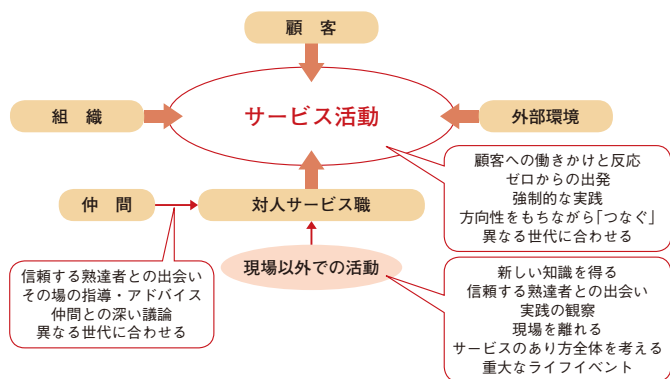 顧　客
組　織
サービス活動
外部環境
顧客への働きかけと反応
ゼロからの出発
強制的な実践
方向性をもちながら「つなぐ」
異なる世代に合わせる
仲　間
対人サービス職
信頼する熟達者との出会い
その場の指導・アドバイス
仲間との深い議論
異なる世代に合わせる
現場以外での活動
新しい知識を得る
信頼する熟達者との出会い
実践の観察
現場を離れる
サービスのあり方全体を考える
重大なライフイベント